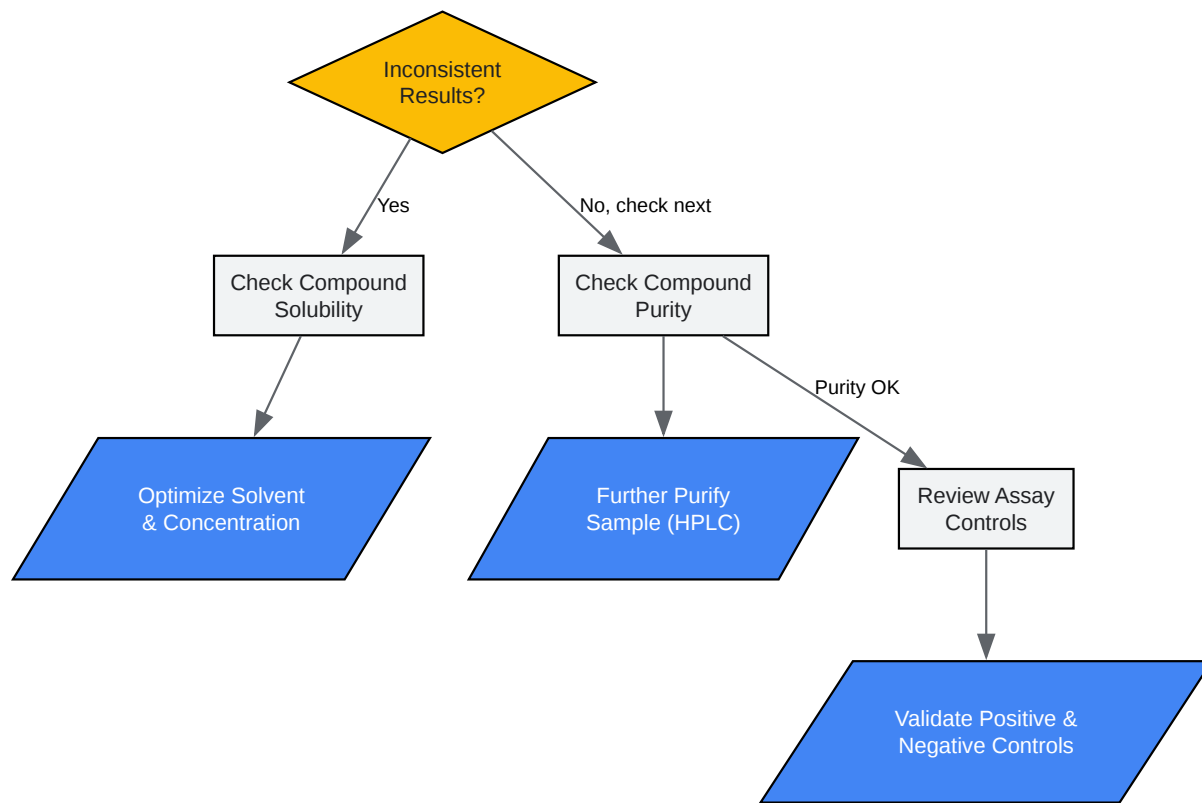 Inconsistent
Results?
Yes
No, check next
Check Compound
Solubility
Check Compound
Purity
Purity OK
Optimize Solvent
& Concentration
Further Purify
Sample (HPLC)
Review Assay
Controls
Validate Positive &
Negative Controls